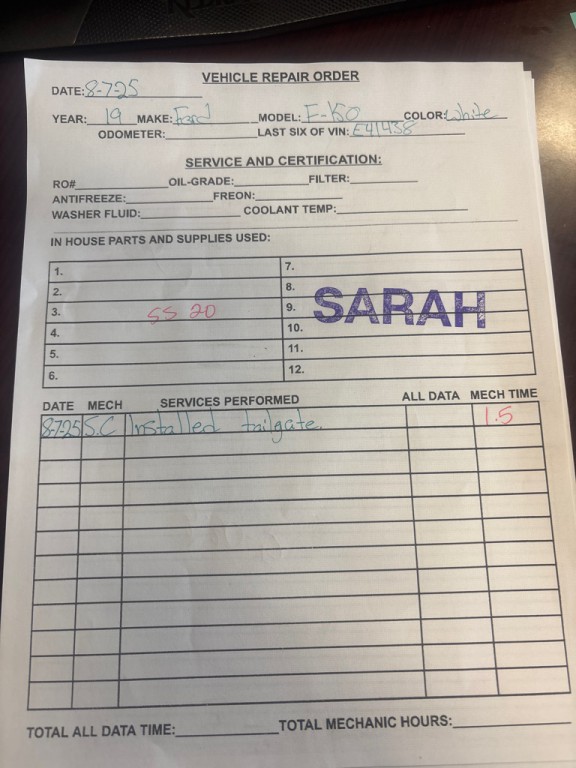 VEHICLE REPAIR ORDER
DATE: 8-7-25
YEAR: 19 MAKE: Ford MODEL: F-150 COLOR: White
ODOMETER: LAST SIX OF VIN: E41438
SERVICE AND CERTIFICATION:
RO# OIL-GRADE: FILTER:
ANTIFREEZE: FREON:
WASHER FLUID: COOLANT TEMP:
IN HOUSE PARTS AND SUPPLIES USED:
1. 7.
2. 8.
3. SS 20 9. SARAH
4. 10.
5. 11.
6. 12.
DATE MECH SERVICES PERFORMED ALL DATA MECH TIME
8-7-25 S.C Installed tailgate. 1.5
TOTAL ALL DATA TIME: TOTAL MECHANIC HOURS: